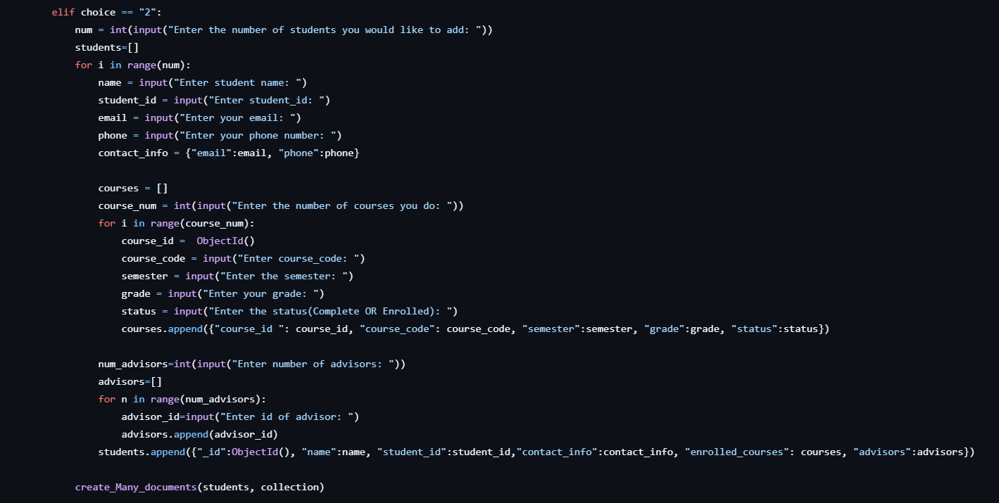 elif choice == "2":
    num = int(input("Enter the number of students you would like to add: "))
    students=[]
    for i in range(num):
        name = input("Enter student name: ")
        student_id = input("Enter student_id: ")
        email = input("Enter your email: ")
        phone = input("Enter your phone number: ")
        contact_info = {"email":email, "phone":phone}

        courses = []
        course_num = int(input("Enter the number of courses you do: "))
        for i in range(course_num):
            course_id =  ObjectId()
            course_code = input("Enter course_code: ")
            semester = input("Enter the semester: ")
            grade = input("Enter your grade: ")
            status = input("Enter the status(Complete OR Enrolled): ")
            courses.append({"course_id ": course_id, "course_code": course_code, "semester":semester, "grade":grade, "status":status})

        num_advisors=int(input("Enter number of advisors: "))
        advisors=[]
        for n in range(num_advisors):
            advisor_id=input("Enter id of advisor: ")
            advisors.append(advisor_id)
        students.append({"_id":ObjectId(), "name":name, "student_id":student_id,"contact_info":contact_info, "enrolled_courses": courses, "advisors":advisors})

    create_Many_documents(students, collection)